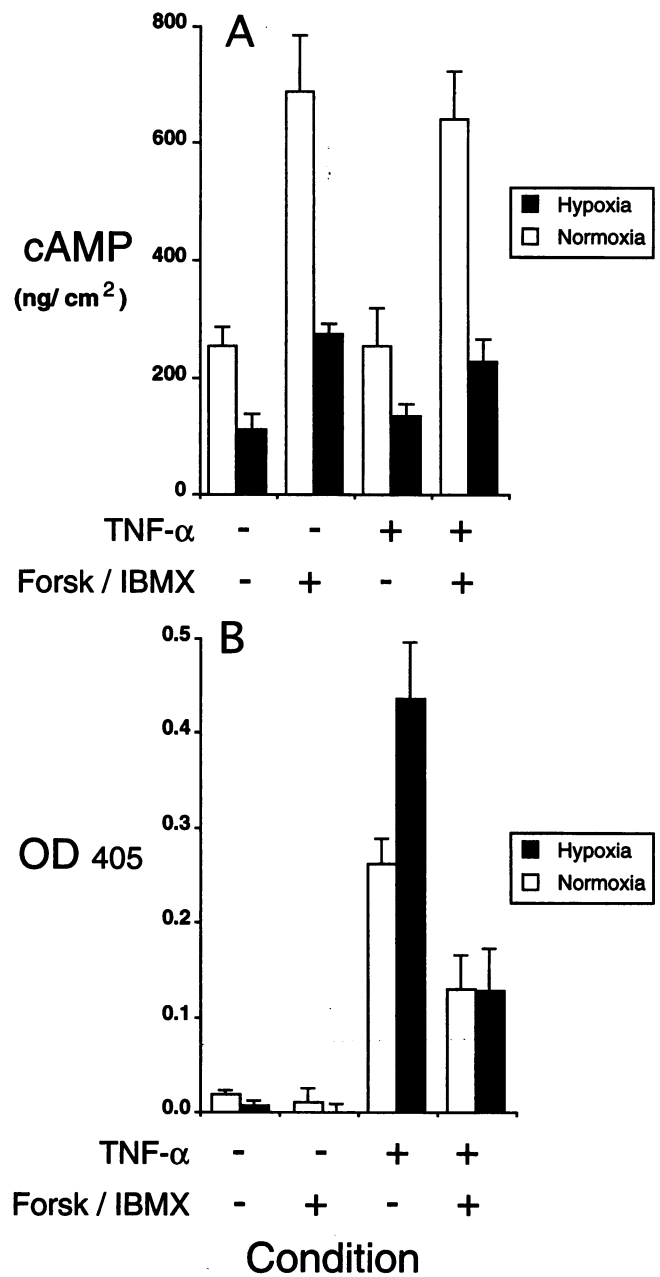 A
800
600
400
200
0
cAMP
(ng/ cm2)
Hypoxia
Normoxia
TNF-α - - + +
Forsk / IBMX - + - +
B
0.5
0.4
0.3
0.2
0.1
0.0
OD 405
Hypoxia
Normoxia
TNF-α - - + +
Forsk / IBMX - + - +
Condition